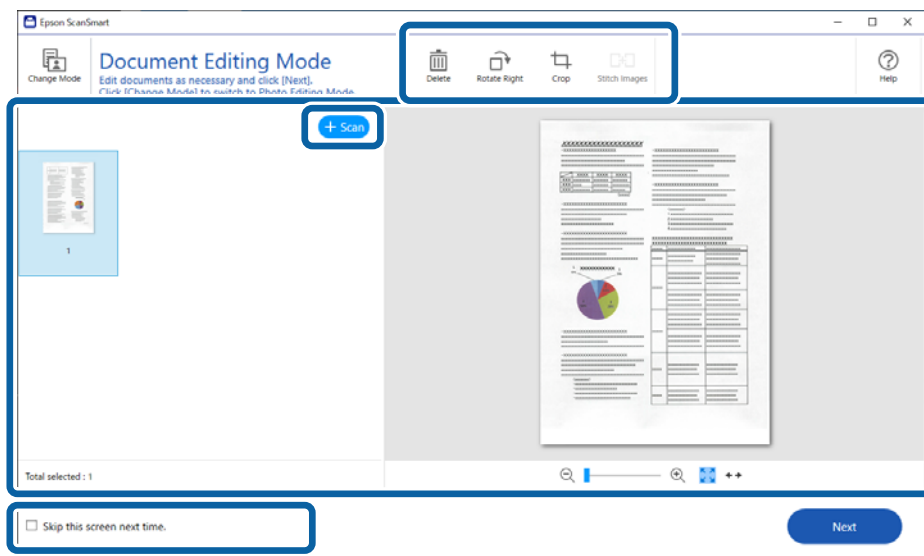 Epson ScanSmart
Change Mode
Document Editing Mode
Edit documents as necessary and click [Next].
Click [Change Mode] to switch to Photo Editing Mode.
Delete
Rotate Right
Crop
Stitch Images
Help
+ Scan
1
Total selected : 1
Skip this screen next time.
Next